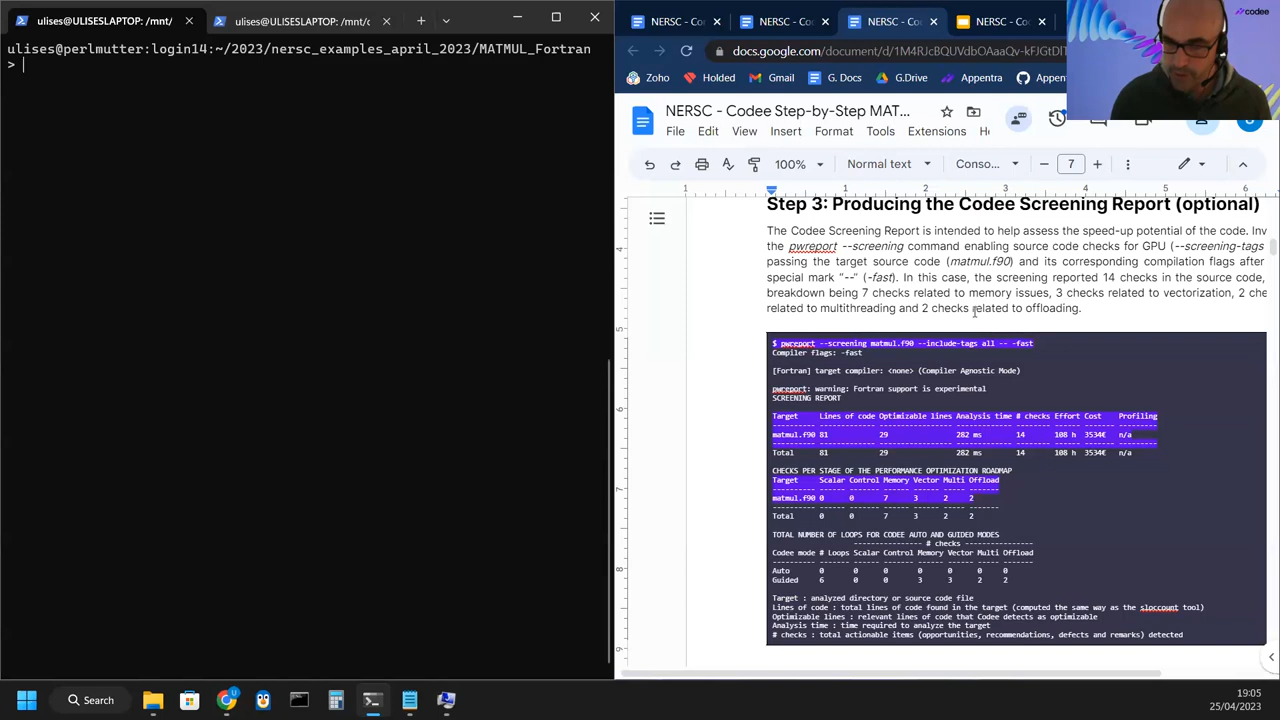 ulises@ULISESLAPTOP: /mnt/
ulises@ULISESLAPTOP: /mnt/c
ulises@perlmutter:login14:~/2023/nersc_examples_april_2023/MATMUL_Fortran
>
NERSC - Co
NERSC - Co
NERSC - Co
NERSC - Co
codee
docs.google.com/document/d/1M4RJcBQUVdbOAaaQv-kFJGtDlT
Zoho
Holded
Gmail
G. Docs
G.Drive
Appentra
Appent
NERSC - Codee Step-by-Step MAT...
File Edit View Insert Format Tools Extensions
100%
Normal text
Conso...
7
1 1 2 3 4 5 6
Step 3: Producing the Codee Screening Report (optional)
The Codee Screening Report is intended to help assess the speed-up potential of the code. Inv
the pwreport --screening command enabling source code checks for GPU (--screening-tags
passing the target source code (matmul.f90) and its corresponding compilation flags after
special mark “--” (-fast). In this case, the screening reported 14 checks in the source code,
breakdown being 7 checks related to memory issues, 3 checks related to vectorization, 2 che
related to multithreading and 2 checks related to offloading.
$ pwreport --screening matmul.f90 --include-tags all -- -fast
Compiler flags: -fast
[Fortran] target compiler: <none> (Compiler Agnostic Mode)
pwreport: warning: Fortran support is experimental
SCREENING REPORT
Target Lines of code Optimizable lines Analysis time # checks Effort Cost Profiling
matmul.f90 81 29 282 ms 14 108 h 3534€ n/a
Total 81 29 282 ms 14 108 h 3534€ n/a
CHECKS PER STAGE OF THE PERFORMANCE OPTIMIZATION ROADMAP
Target Scalar Control Memory Vector Multi Offload
matmul.f90 0 0 7 3 2 2
Total 0 0 7 3 2 2
TOTAL NUMBER OF LOOPS FOR CODEE AUTO AND GUIDED MODES
---------------- # checks ----------------
Codee mode # Loops Scalar Control Memory Vector Multi Offload
Auto 0 0 0 0 0 0 0
Guided 6 0 0 3 3 2 2
Target : analyzed directory or source code file
Lines of code : total lines of code found in the target (computed the same way as the sloccount tool)
Optimizable lines : relevant lines of code that Codee detects as optimizable
Analysis time : time required to analyze the target
# checks : total actionable items (opportunities, recommendations, defects and remarks) detected
Search
19:05
25/04/2023